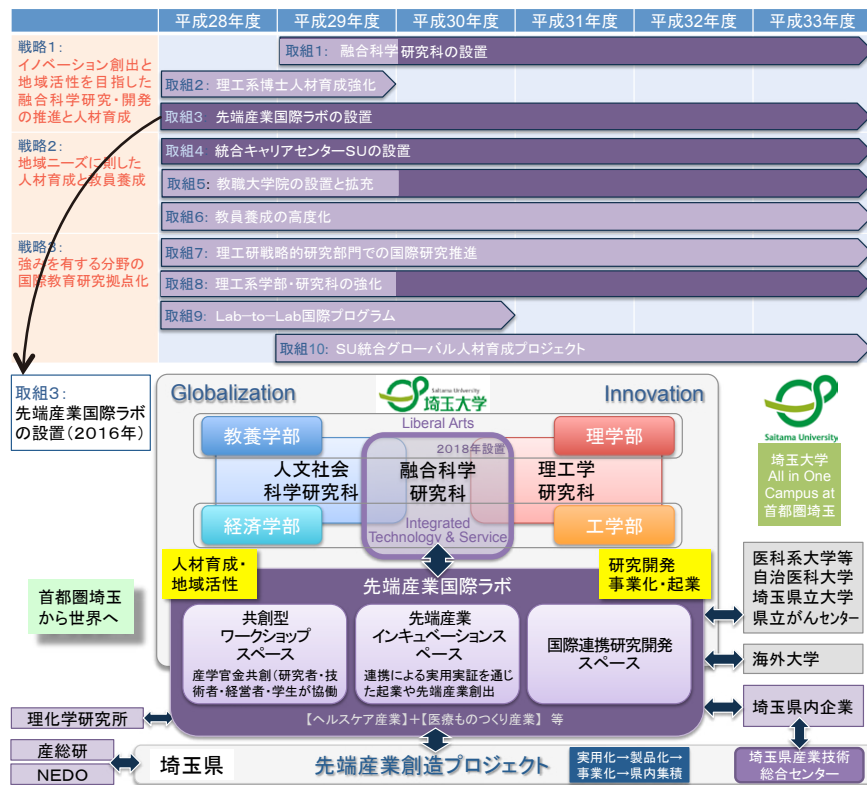 平成28年度 平成29年度 平成30年度 平成31年度 平成32年度 平成33年度
戦略1:
イノベーション創出と
地域活性を目指した
融合科学研究・開発
の推進と人材育成
取組1: 融合科学研究科の設置
取組2: 理工系博士人材育成強化
取組3 先端産業国際ラボの設置
戦略2:
地域ニーズに則した
人材育成と教員養成
取組4 統合キャリアセンターSUの設置
取組5: 教職大学院の設置と拡充
取組6: 教員養成の高度化
戦略3:
強みを有する分野の
国際教育研究拠点化
取組7: 理工研戦略的研究部門での国際研究推進
取組8: 理工系学部・研究科の強化
取組9: Lab-to-Lab国際プログラム
取組10: SU統合グローバル人材育成プロジェクト
取組3:
先端産業国際ラボ
の設置(2016年)
Globalization
Saitama University
埼玉大学
Innovation
Liberal Arts
教養学部
理学部
2018年設置
人文社会
科学研究科
融合科学
研究科
理工学
研究科
経済学部
工学部
Integrated
Technology & Service
Saitama University
埼玉大学
All in One
Campus at
首都圏埼玉
人材育成・
地域活性
研究開発
事業化・起業
先端産業国際ラボ
首都圏埼玉
から世界へ
共創型
ワークショップ
スペース
産学官金共創(研究者・技
術者・経営者・学生が協働
先端産業
インキュベーションス
ペース
連携による実用実証を通じ
た起業や先端産業創出
国際連携研究開発
スペース
【ヘルスケア産業】+【医療ものつくり産業】 等
医科系大学等
自治医科大学
埼玉県立大学
県立がんセンター
海外大学
埼玉県内企業
理化学研究所
産総研
NEDO
埼玉県
先端産業創造プロジェクト
実用化→製品化→
事業化→県内集積
埼玉県産業技術
総合センター